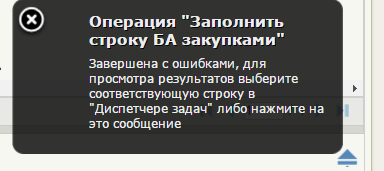 Операция "Заполнить
строку БА закупками"
Завершена с ошибками, для
просмотра результатов выберите
соответствующую строку в
"Диспетчере задач" либо нажмите на
это сообщение